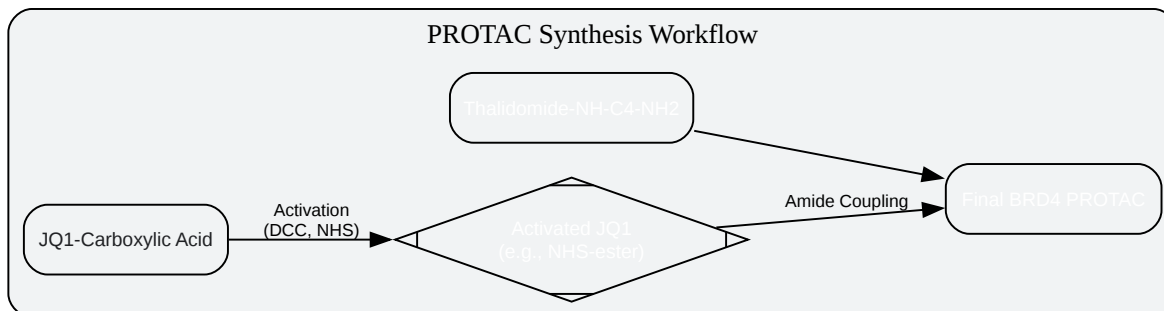 PROTAC Synthesis Workflow
Thalidomide-NH-C4-NH2
JQ1-Carboxylic Acid
Activation
(DCC, NHS)
Activated JQ1
(e.g., NHS-ester)
Amide Coupling
Final BRD4 PROTAC